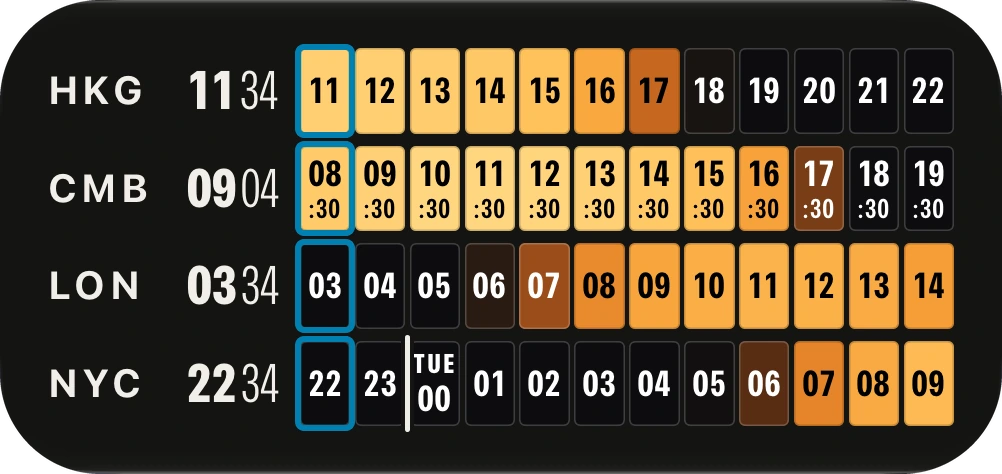 HKG 1134 11 12 13 14 15 16 17 18 19 20 21 22
CMB 0904 08:30 09:30 10:30 11:30 12:30 13:30 14:30 15:30 16:30 17:30 18:30 19:30
LON 0334 03 04 05 06 07 08 09 10 11 12 13 14
NYC 2234 22 23 TUE 00 01 02 03 04 05 06 07 08 09